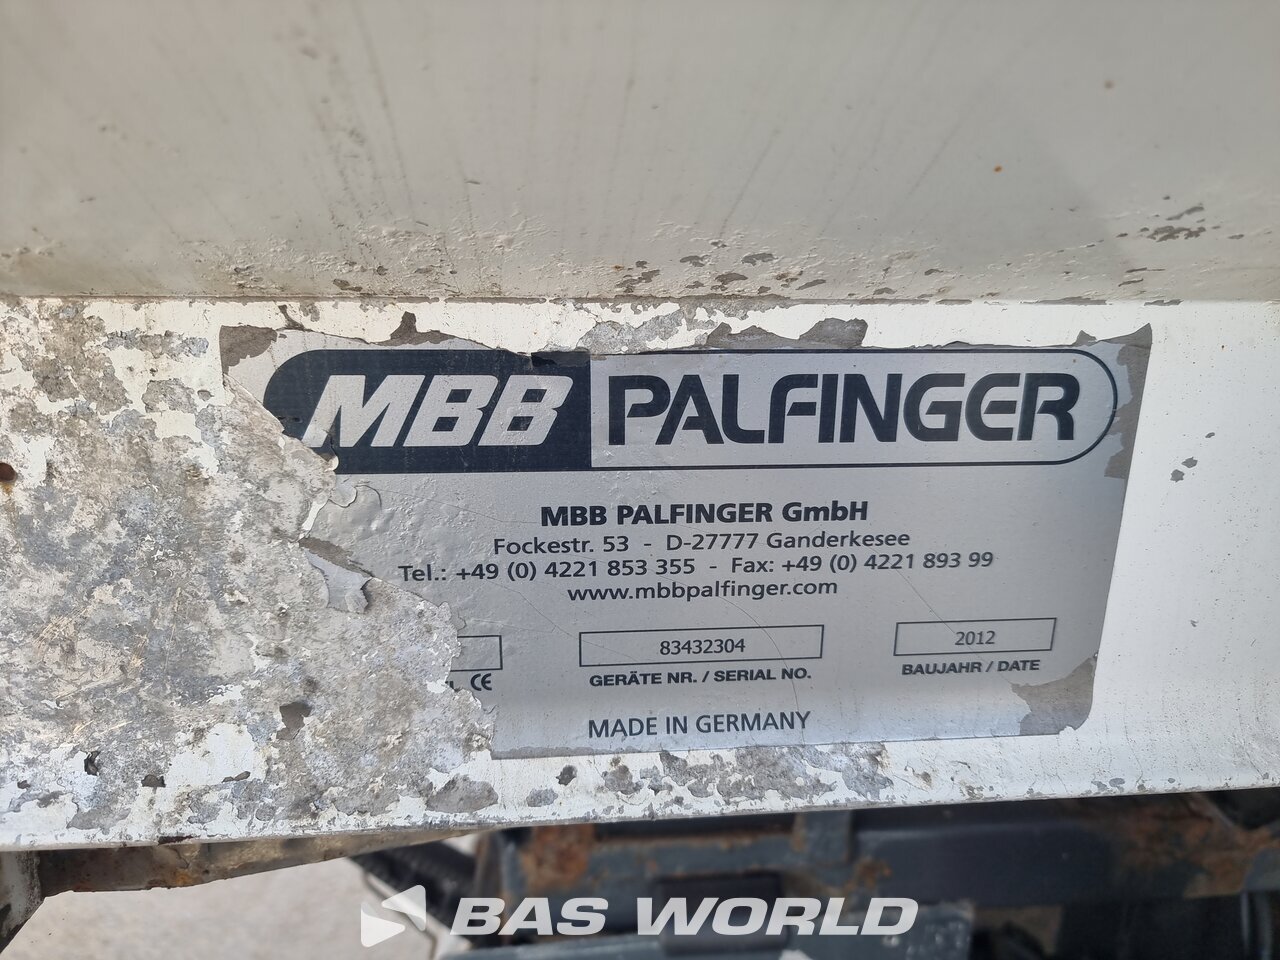 MBB PALFINGER
MBB PALFINGER GmbH
Fockestr. 53 - D-27777 Ganderkesee
Tel.: +49 (0) 4221 853 355 - Fax: +49 (0) 4221 893 99
www.mbbpalfinger.com
83432304 2012
CE GERÄTE NR. / SERIAL NO. BAUJAHR / DATE
MADE IN GERMANY
BAS WORLD